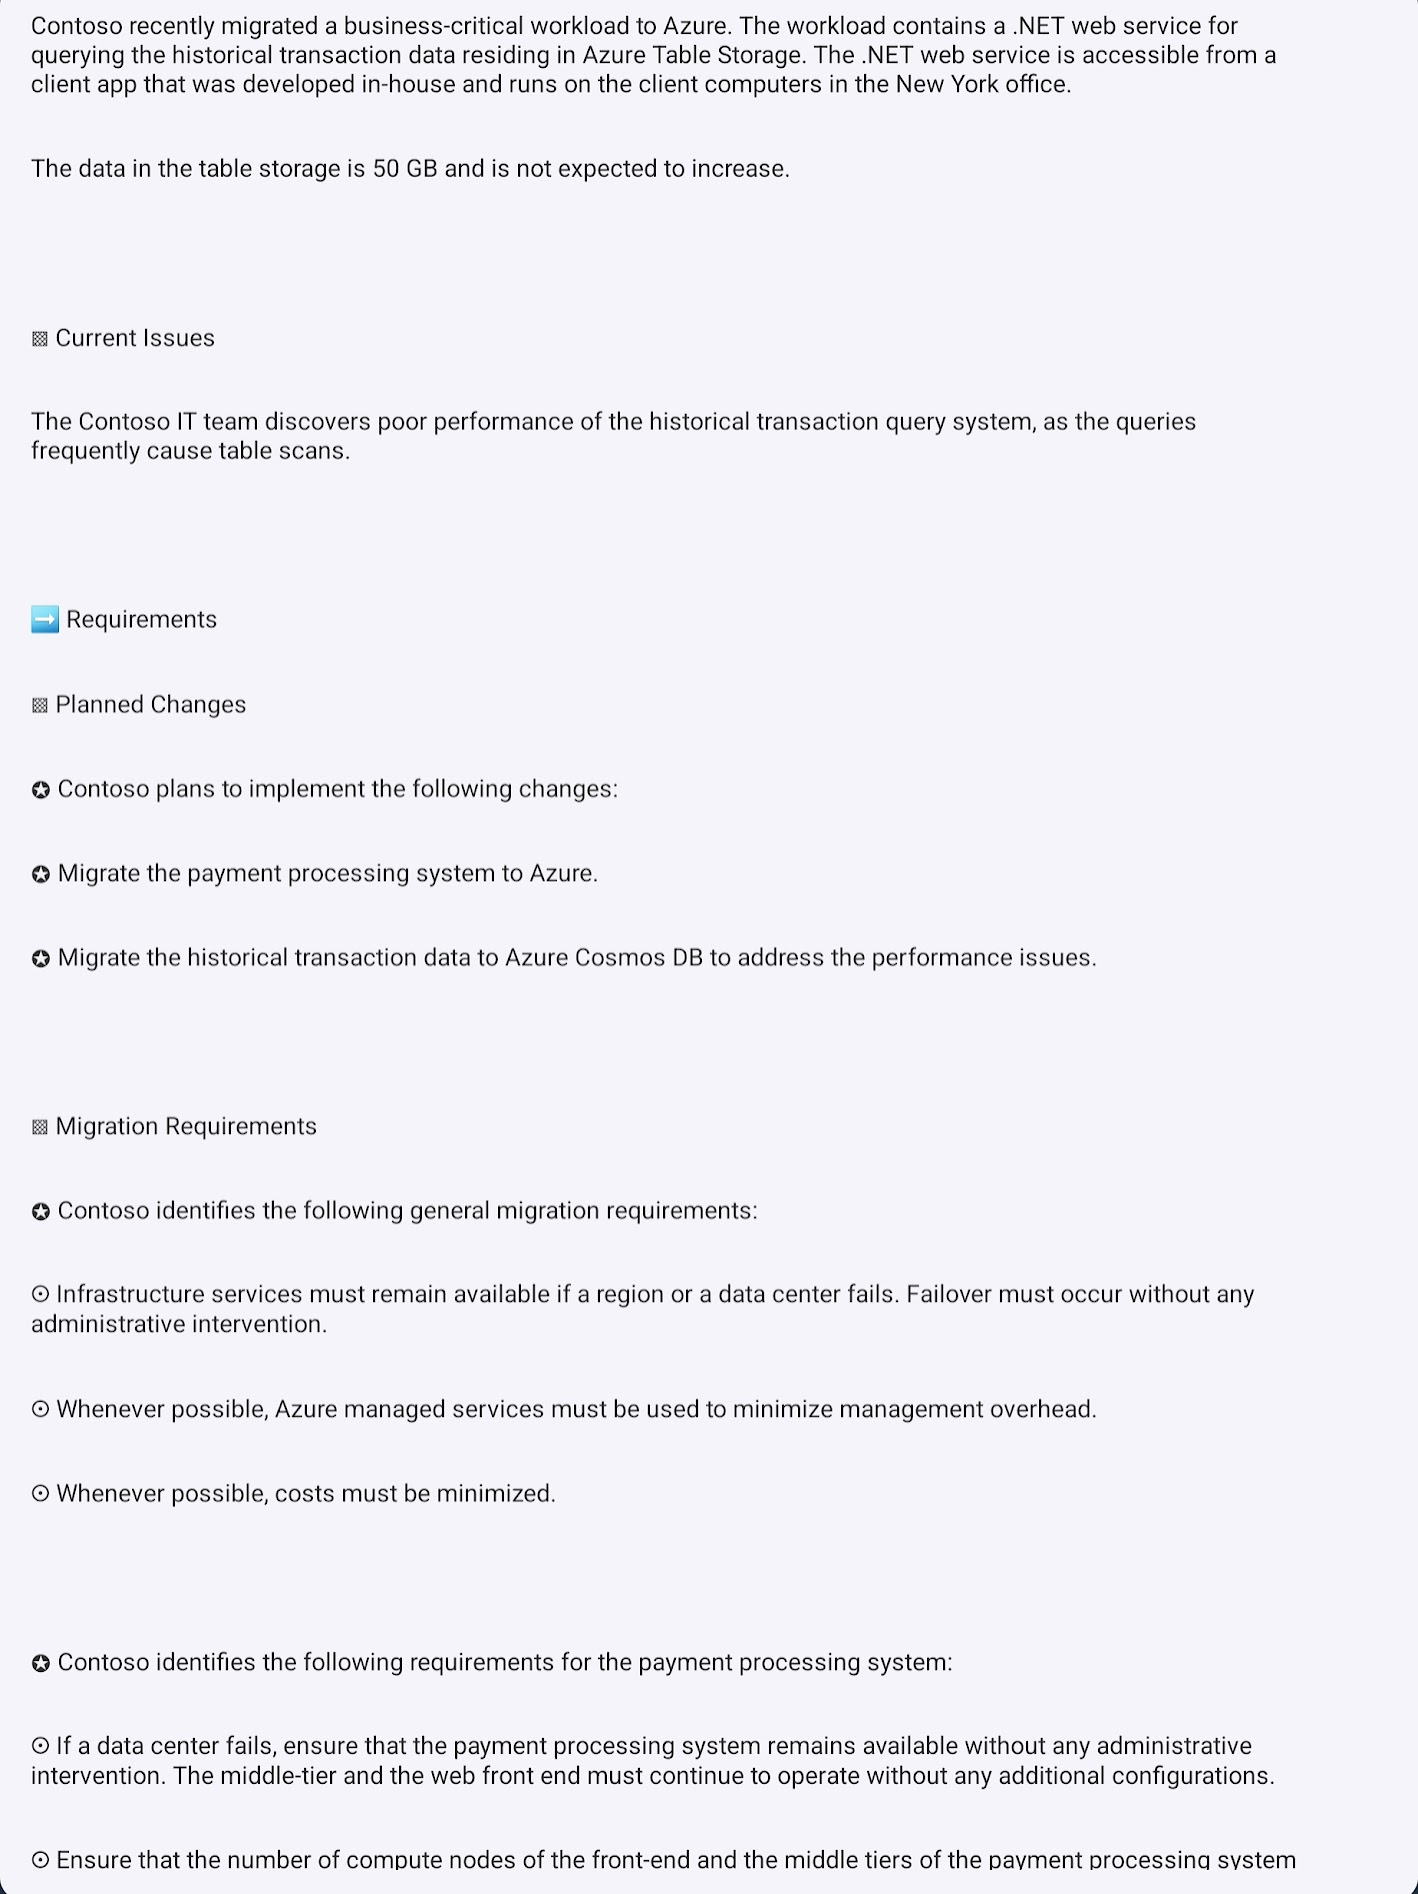 Contoso recently migrated a business-critical workload to Azure. The workload contains a .NET web service for
querying the historical transaction data residing in Azure Table Storage. The .NET web service is accessible from a
client app that was developed in-house and runs on the client computers in the New York office.
The data in the table storage is 50 GB and is not expected to increase.
▩ Current Issues
The Contoso IT team discovers poor performance of the historical transaction query system, as the queries
frequently cause table scans.
➡️ Requirements
▩ Planned Changes
✪ Contoso plans to implement the following changes:
✪ Migrate the payment processing system to Azure.
✪ Migrate the historical transaction data to Azure Cosmos DB to address the performance issues.
▩ Migration Requirements
✪ Contoso identifies the following general migration requirements:
⊙ Infrastructure services must remain available if a region or a data center fails. Failover must occur without any
administrative intervention.
⊙ Whenever possible, Azure managed services must be used to minimize management overhead.
⊙ Whenever possible, costs must be minimized.
✪ Contoso identifies the following requirements for the payment processing system:
⊙ If a data center fails, ensure that the payment processing system remains available without any administrative
intervention. The middle-tier and the web front end must continue to operate without any additional configurations.
⊙ Ensure that the number of compute nodes of the front-end and the middle tiers of the payment processing system